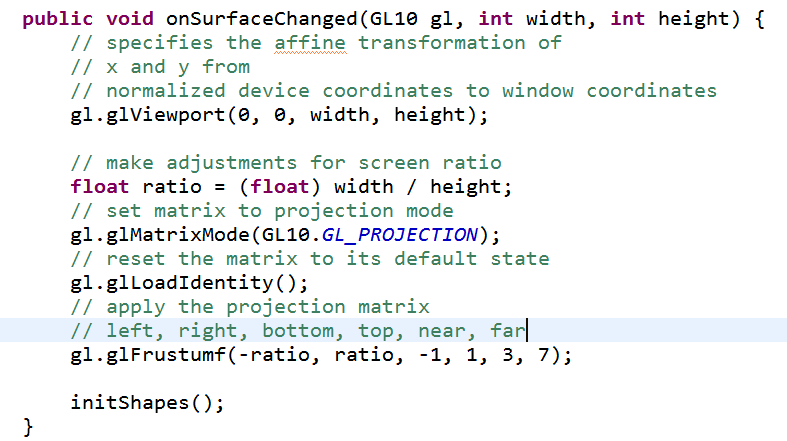 public void onSurfaceChanged(GL10 gl, int width, int height) {
// specifies the affine transformation of
// x and y from
// normalized device coordinates to window coordinates
gl.glViewport(0, 0, width, height);
// make adjustments for screen ratio
float ratio = (float) width / height;
// set matrix to projection mode
gl.glMatrixMode(GL10.GL_PROJECTION);
// reset the matrix to its default state
gl.glLoadIdentity();
// apply the projection matrix
// left, right, bottom, top, near, far
gl.glFrustumf(-ratio, ratio, -1, 1, 3, 7);
initShapes();
}